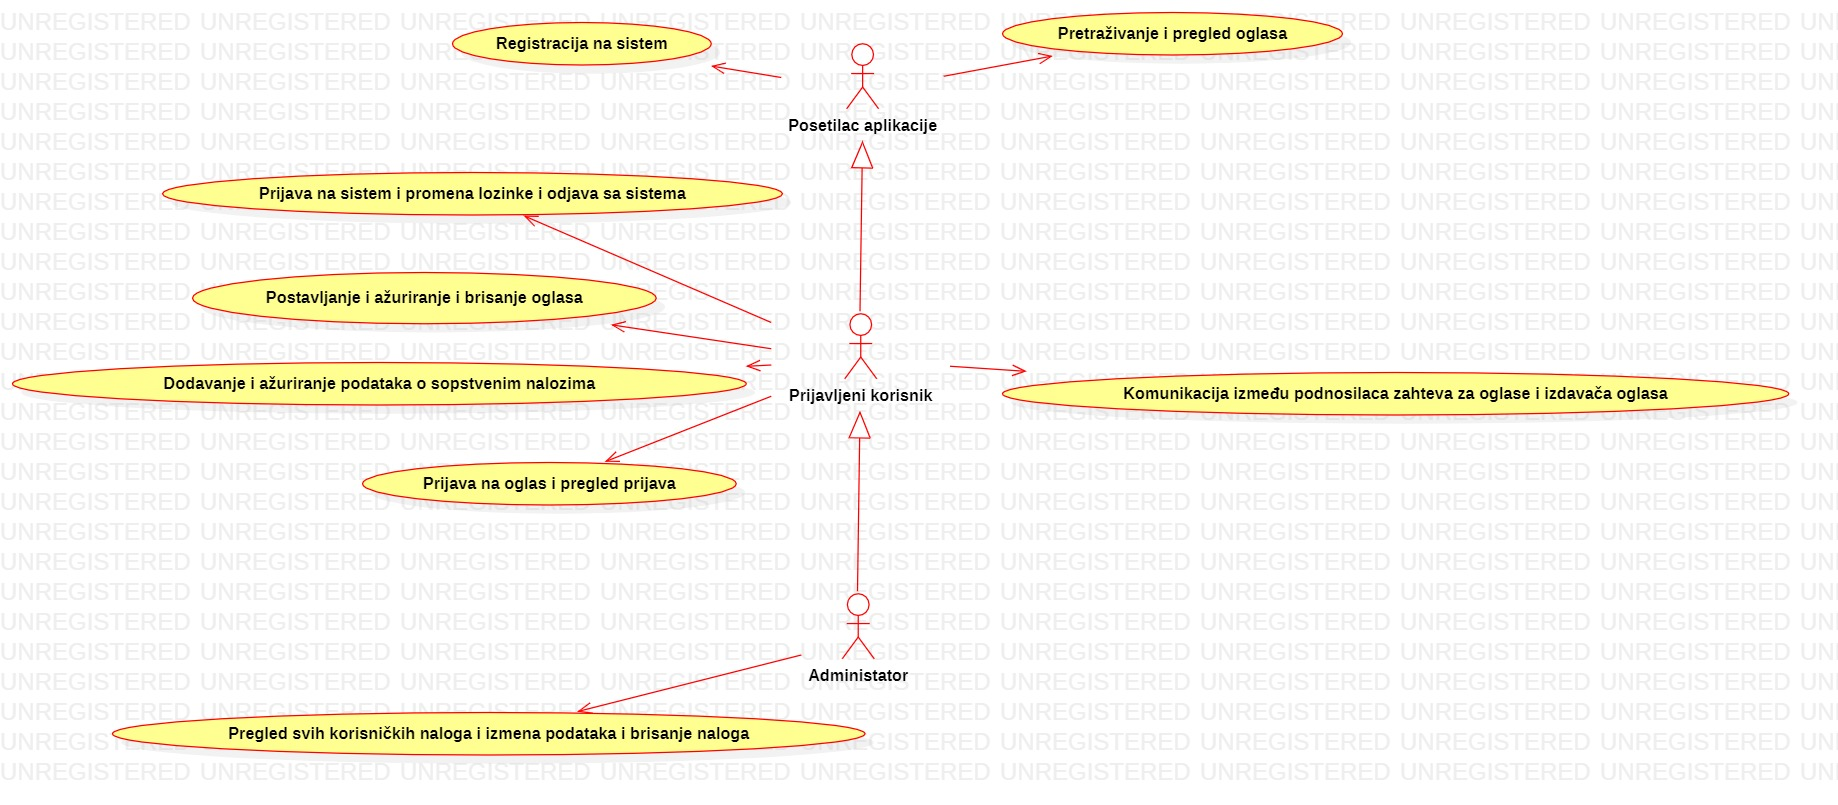 Registracija na sistem
Pretraživanje i pregled oglasa
Posetilac aplikacije
Prijava na sistem i promena lozinke i odjava sa sistema
Postavljanje i ažuriranje i brisanje oglasa
Dodavanje i ažuriranje podataka o sopstvenim nalozima
Prijavljeni korisnik
Komunikacija između podnosilaca zahteva za oglase i izdavača oglasa
Prijava na oglas i pregled prijava
Administator
Pregled svih korisničkih naloga i izmena podataka i brisanje naloga
UNREGISTERED